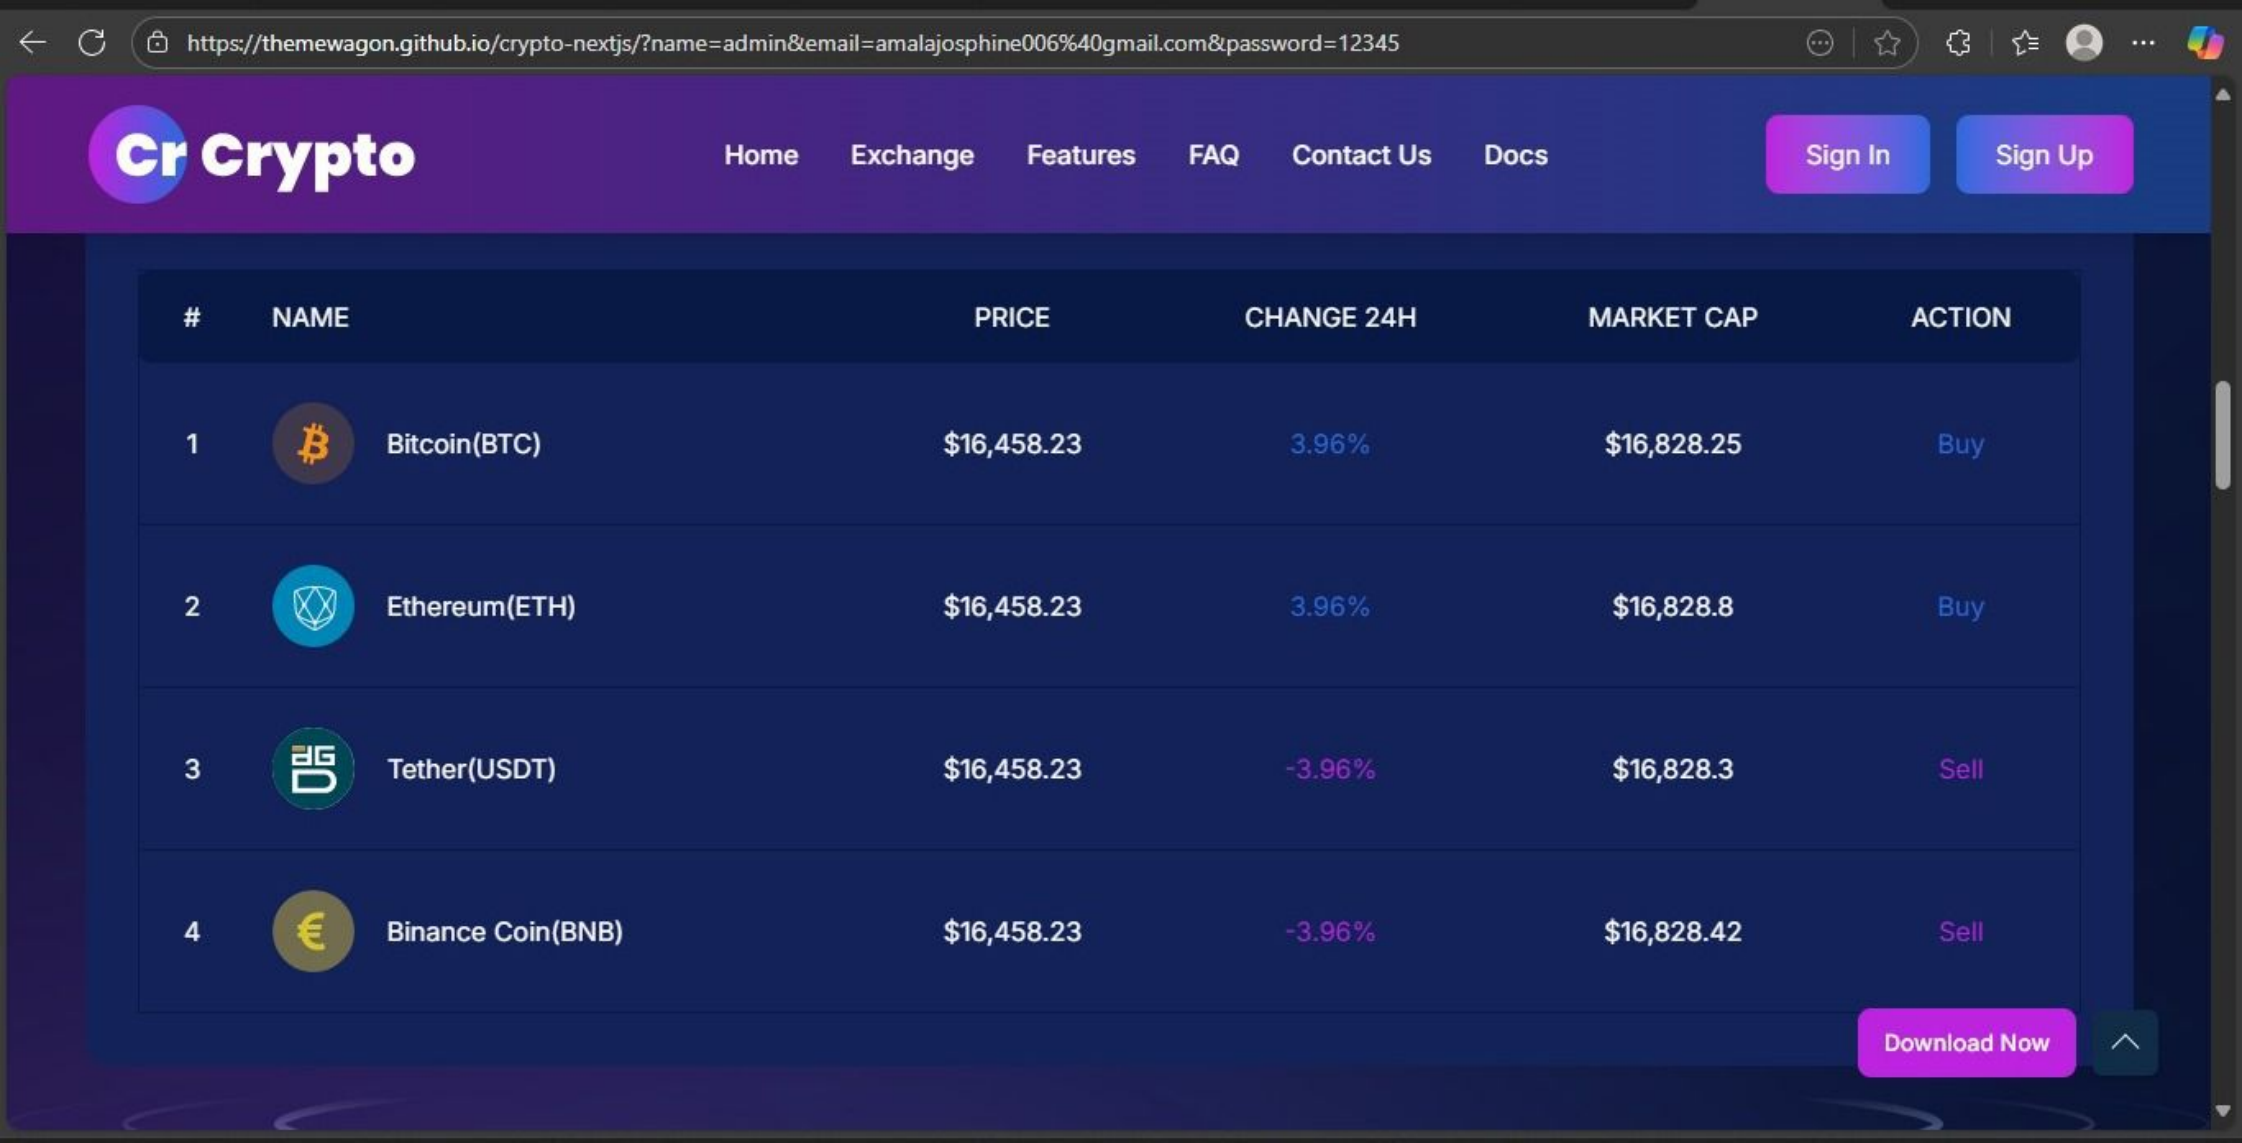 https://themewagon.github.io/crypto-nextjs/?name=admin&email=amalajosphine006%40gmail.com&password=12345
Cr Crypto
Home Exchange Features FAQ Contact Us Docs
Sign In Sign Up
# NAME PRICE CHANGE 24H MARKET CAP ACTION
1 Bitcoin(BTC) $16,458.23 3.96% $16,828.25 Buy
2 Ethereum(ETH) $16,458.23 3.96% $16,828.8 Buy
3 Tether(USDT) $16,458.23 -3.96% $16,828.3 Sell
4 Binance Coin(BNB) $16,458.23 -3.96% $16,828.42 Sell
Download Now